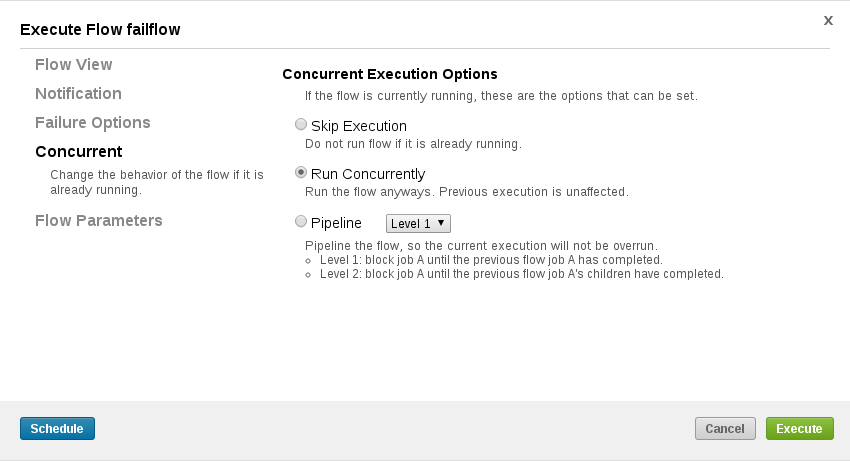 Execute Flow failflow
x
Flow View
Notification
Failure Options
Concurrent
Change the behavior of the flow if it is
already running.
Flow Parameters
Concurrent Execution Options
If the flow is currently running, these are the options that can be set.
Skip Execution
Do not run flow if it is already running.
Run Concurrently
Run the flow anyways. Previous execution is unaffected.
Pipeline Level 1
Pipeline the flow, so the current execution will not be overrun.
Level 1: block job A until the previous flow job A has completed.
Level 2: block job A until the previous flow job A's children have completed.
Schedule Cancel Execute